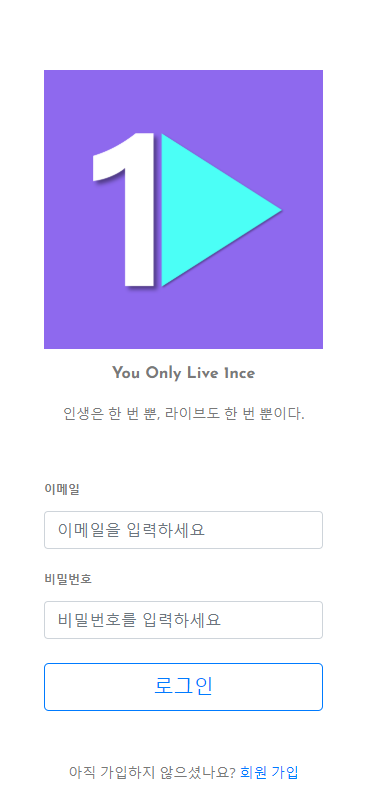 1
You Only Live 1nce
인생은 한 번 뿐, 라이브도 한 번 뿐이다.
이메일
이메일을 입력하세요
비밀번호
비밀번호를 입력하세요
로그인
아직 가입하지 않으셨나요? 회원 가입